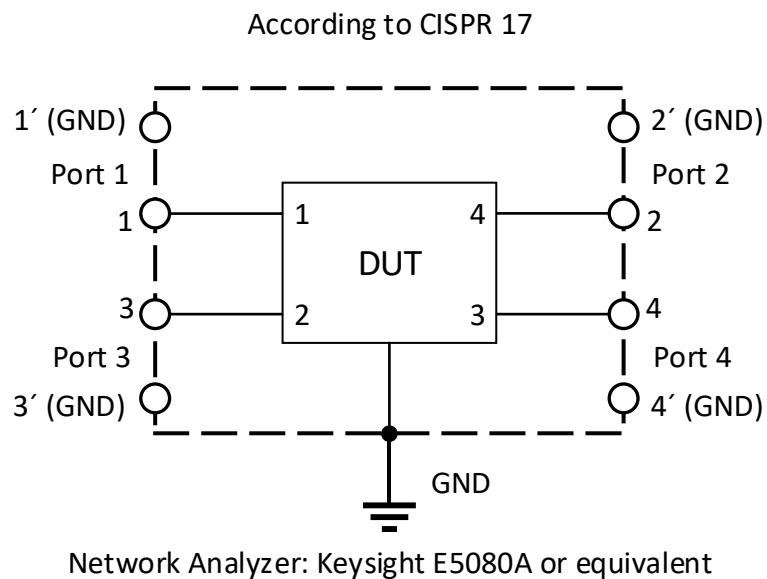 According to CISPR 17
1´ (GND)
2´ (GND)
Port 1
Port 2
1
1
4
2
DUT
3
2
3
4
Port 3
Port 4
3´ (GND)
4´ (GND)
GND
Network Analyzer: Keysight E5080A or equivalent